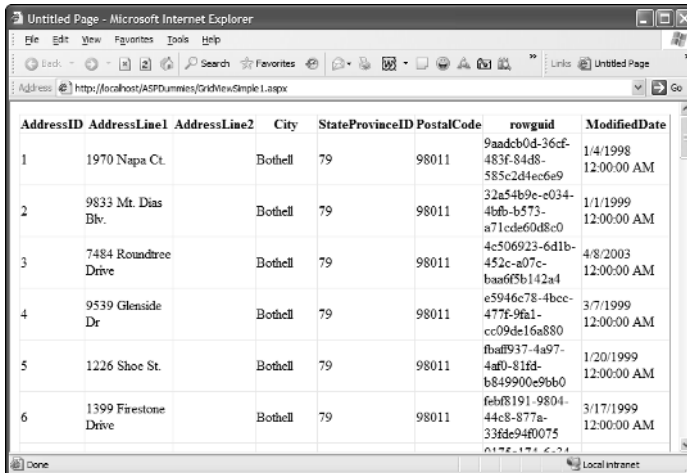 Untitled Page - Microsoft Internet Explorer
File Edit View Favorites Tools Help
Back Search Favorites Links Untitled Page
Address http://localhost/ASPDummies/GridViewSimple1.aspx Go
AddressID AddressLine1 AddressLine2 City StateProvinceID PostalCode rowguid ModifiedDate
1 1970 Napa Ct. Bothell 79 98011 9aadcb0d-36cf-483f-84d8-585c2d4ec6e9 1/4/1998 12:00:00 AM
2 9833 Mt. Dias Blv. Bothell 79 98011 32a54b9e-e034-4bfb-b573-a71cde60d8c0 1/1/1999 12:00:00 AM
3 7484 Roundtree Drive Bothell 79 98011 4c506923-6d1b-452c-a07c-baa6f5b142a4 4/8/2003 12:00:00 AM
4 9539 Glenside Dr Bothell 79 98011 e5946c78-4bcc-477f-9fa1-cc09de16a880 3/7/1999 12:00:00 AM
5 1226 Shoe St. Bothell 79 98011 fbaff937-4a97-4af0-81fd-b849900e9bb0 1/20/1999 12:00:00 AM
6 1399 Firestone Drive Bothell 79 98011 febf8191-9804-44c8-877a-33fde94f0075 3/17/1999 12:00:00 AM
Done Local intranet